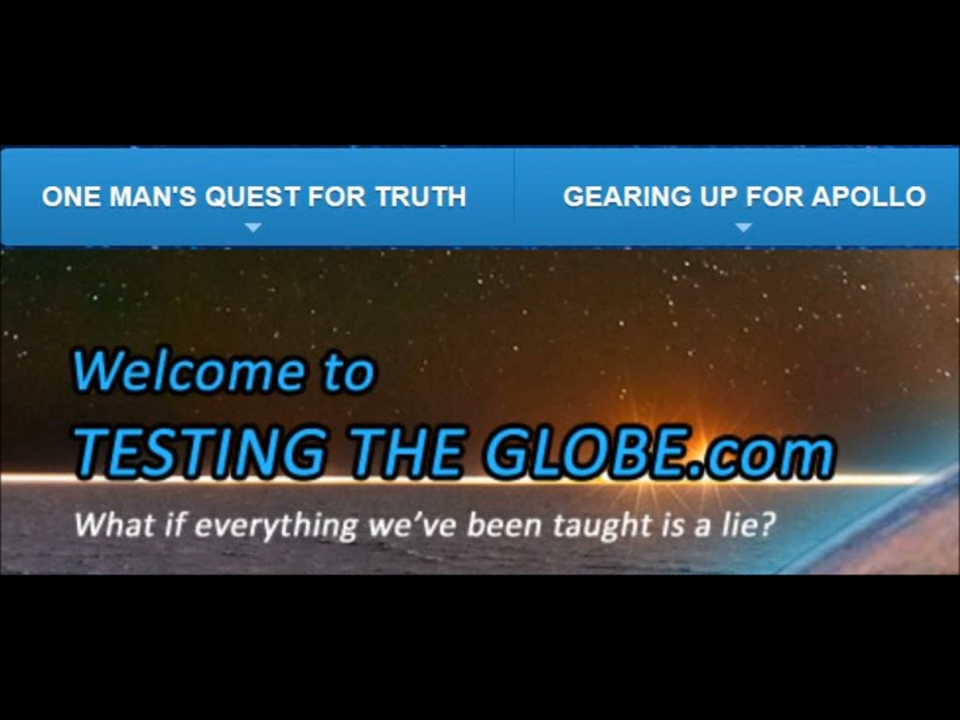 ONE MAN'S QUEST FOR TRUTH
GEARING UP FOR APOLLO
Welcome to
TESTING THE GLOBE.com
What if everything we've been taught is a lie?